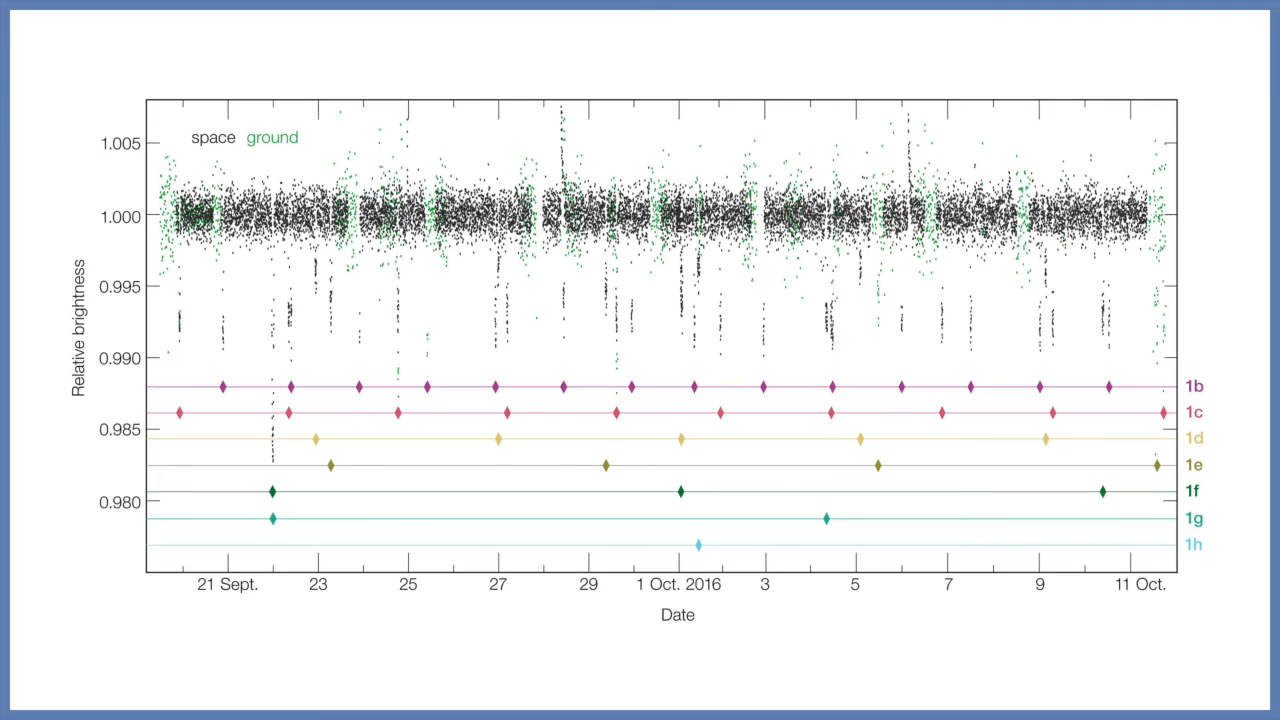 space ground
1.005
1.000
0.995
0.990
0.985
0.980
Relative brightness
1b
1c
1d
1e
1f
1g
1h
21 Sept. 23 25 27 29 1 Oct. 2016 3 5 7 9 11 Oct.
Date